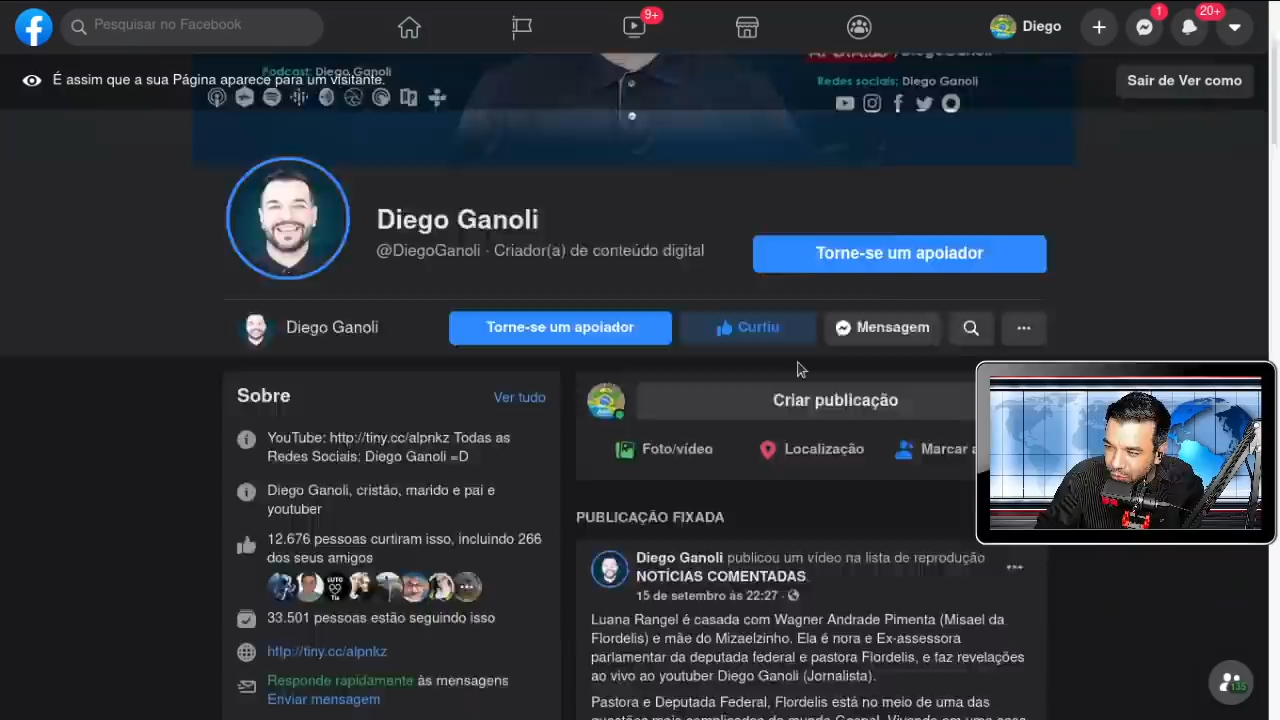 Pesquisar no Facebook
9+
Diego
1
20+
É assim que a sua Página aparece para um visitante.
Sair de Ver como
Podcast: Diego Ganoli
Redes sociais: Diego Ganoli
Diego Ganoli
@DiegoGanoli · Criador(a) de conteúdo digital
Torne-se um apoiador
Diego Ganoli
Torne-se um apoiador
Curtiu
Mensagem
Sobre
Ver tudo
YouTube: http://tiny.cc/alpnkz Todas as
Redes Sociais: Diego Ganoli =D
Diego Ganoli, cristão, marido e pai e
youtuber
12.676 pessoas curtiram isso, incluindo 266
dos seus amigos
33.501 pessoas estão seguindo isso
http://tiny.cc/alpnkz
Responde rapidamente às mensagens
Enviar mensagem
Criar publicação
Foto/vídeo
Localização
Marcar a
PUBLICAÇÃO FIXADA
Diego Ganoli publicou um vídeo na lista de reprodução
NOTÍCIAS COMENTADAS
15 de setembro às 22:27 ·
Luana Rangel é casada com Wagner Andrade Pimenta (Misael da
Flordelis) e mãe do Mizaelzinho. Ela é nora e Ex-assessora
parlamentar da deputada federal e pastora Flordelis, e faz revelações
ao vivo ao youtuber Diego Ganoli (Jornalista).
Pastora e Deputada Federal, Flordelis está no meio de uma das
135